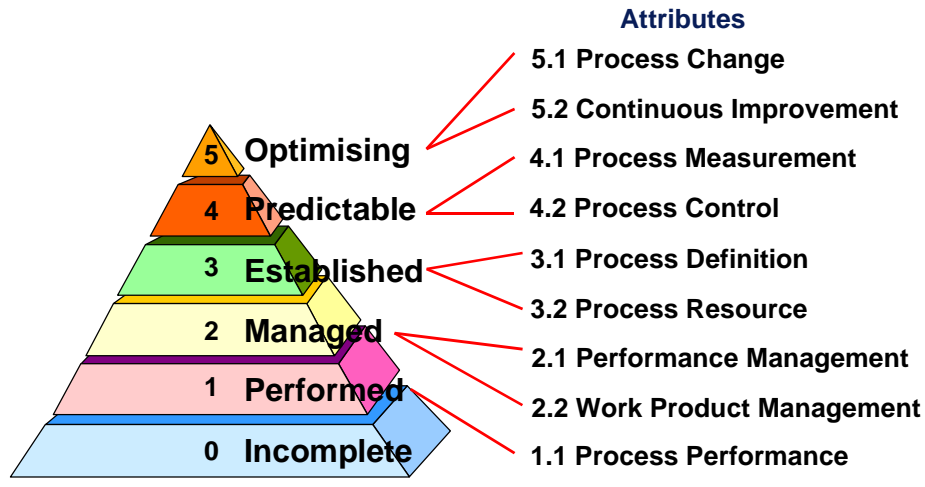 Attributes
5.1 Process Change
5.2 Continuous Improvement
5 Optimising
4.1 Process Measurement
4 Predictable
4.2 Process Control
3.1 Process Definition
3 Established
3.2 Process Resource
2 Managed
2.1 Performance Management
1 Performed
2.2 Work Product Management
0 Incomplete
1.1 Process Performance